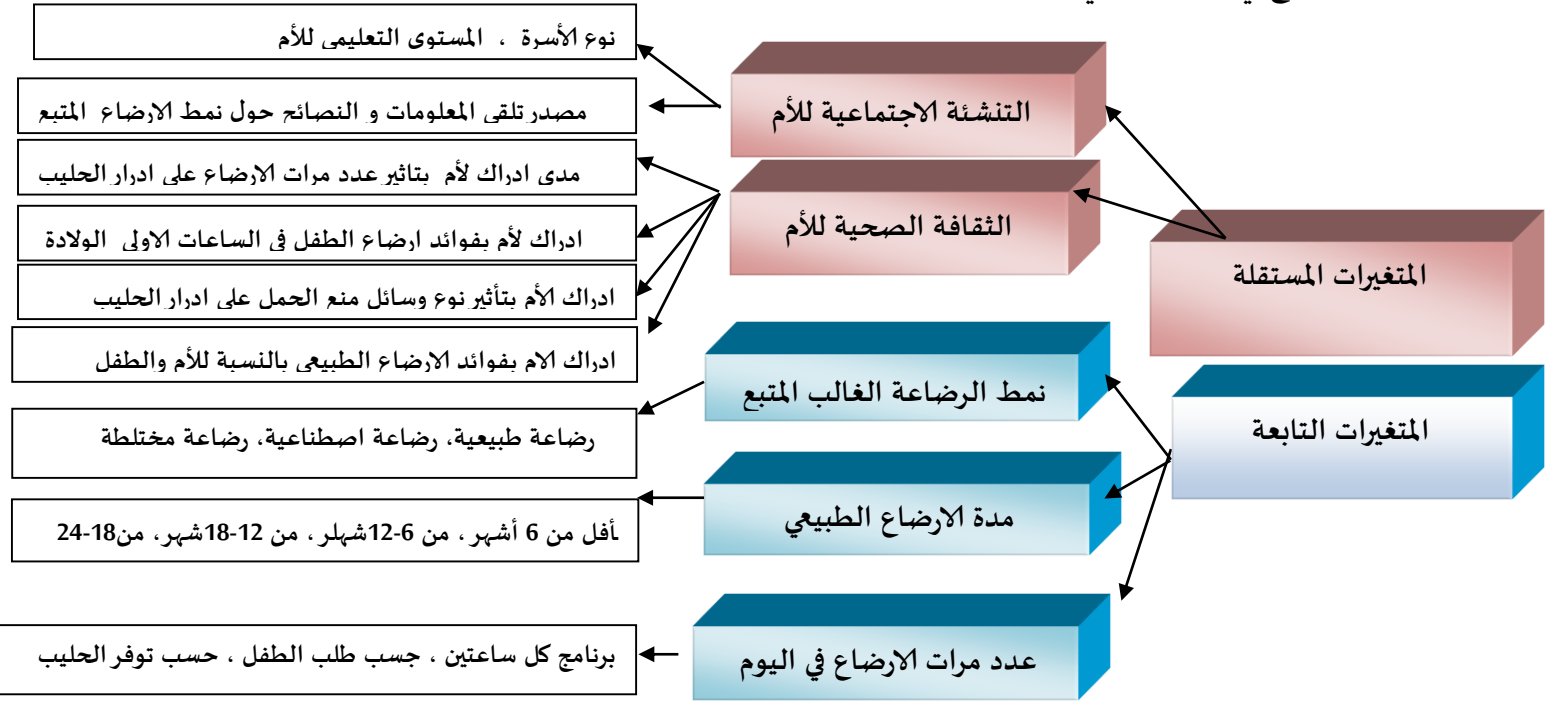 نوع الأسرة ، المستوى التعليمي للأم
التنشئة الاجتماعية للأم
مصدر تلقي المعلومات و النصائح حول نمط الارضاع المتبع
مدى ادراك لأم بتاثير عدد مرات الارضاع على ادرار الحليب
الثقافة الصحية للأم
ادراك لأم بفوائد ارضاع الطفل في الساعات الاولى الولادة
المتغيرات المستقلة
ادراك الأم بتأثير نوع وسائل منع الحمل على ادرار الحليب
ادراك الام بفوائد الارضاع الطبيعي بالنسبة للأم والطفل
نمط الرضاعة الغالب المتبع
المتغيرات التابعة
رضاعة طبيعية، رضاعة اصطناعية، رضاعة مختلطة
مدة الارضاع الطبيعي
أفل من 6 أشهر ، من 6-12شهلر ، من 12-18شهر ، من18-24
عدد مرات الارضاع في اليوم
برنامج كل ساعتين ، جسب طلب الطفل ، حسب توفر الحليب